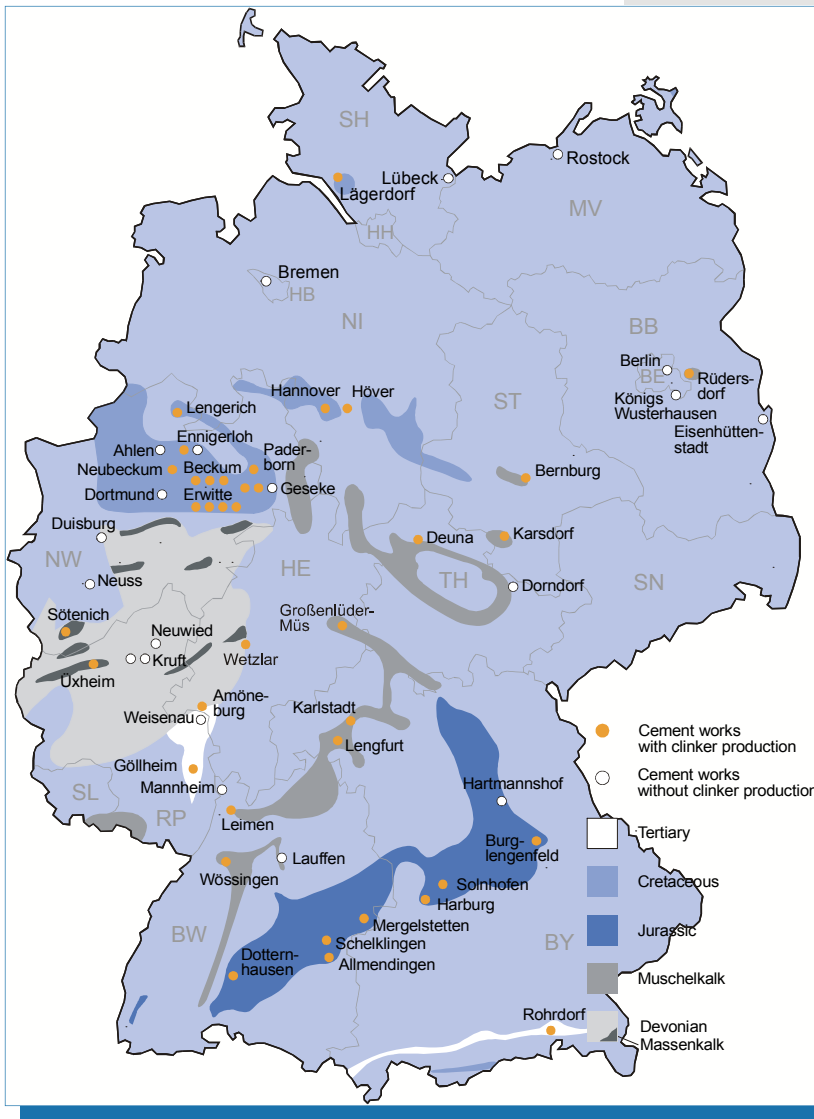 SH
Lübeck
Rostock
Lägerdorf
MV
HH
Bremen
HB
NI
BB
Berlin
BE
Rüders-
dorf
Königs
Wusterhausen
Eisenhütten-
stadt
Hannover
Höver
ST
Lengerich
Ennigerloh
Ahlen
Pader-
born
Neubeckum
Beckum
Bernburg
Dortmund
Erwitte
Geseke
Duisburg
Deuna
Karsdorf
NW
HE
TH
SN
Neuss
Dorndorf
Großenlüder-
Müs
Sötenich
Neuwied
Kruft
Wetzlar
Üxheim
Amöne-
burg
Karlstadt
Weisenau
Lengfurt
Cement works
with clinker production
Göllheim
Mannheim
Hartmannshof
Cement works
without clinker production
SL
RP
Leimen
Tertiary
Burg-
lengenfeld
Lauffen
Wössingen
Solnhofen
Cretaceous
Harburg
Mergelstetten
BW
Schelklingen
BY
Jurassic
Dottern-
hausen
Allmendingen
Muschelkalk
Rohrdorf
Devonian
Massenkalk